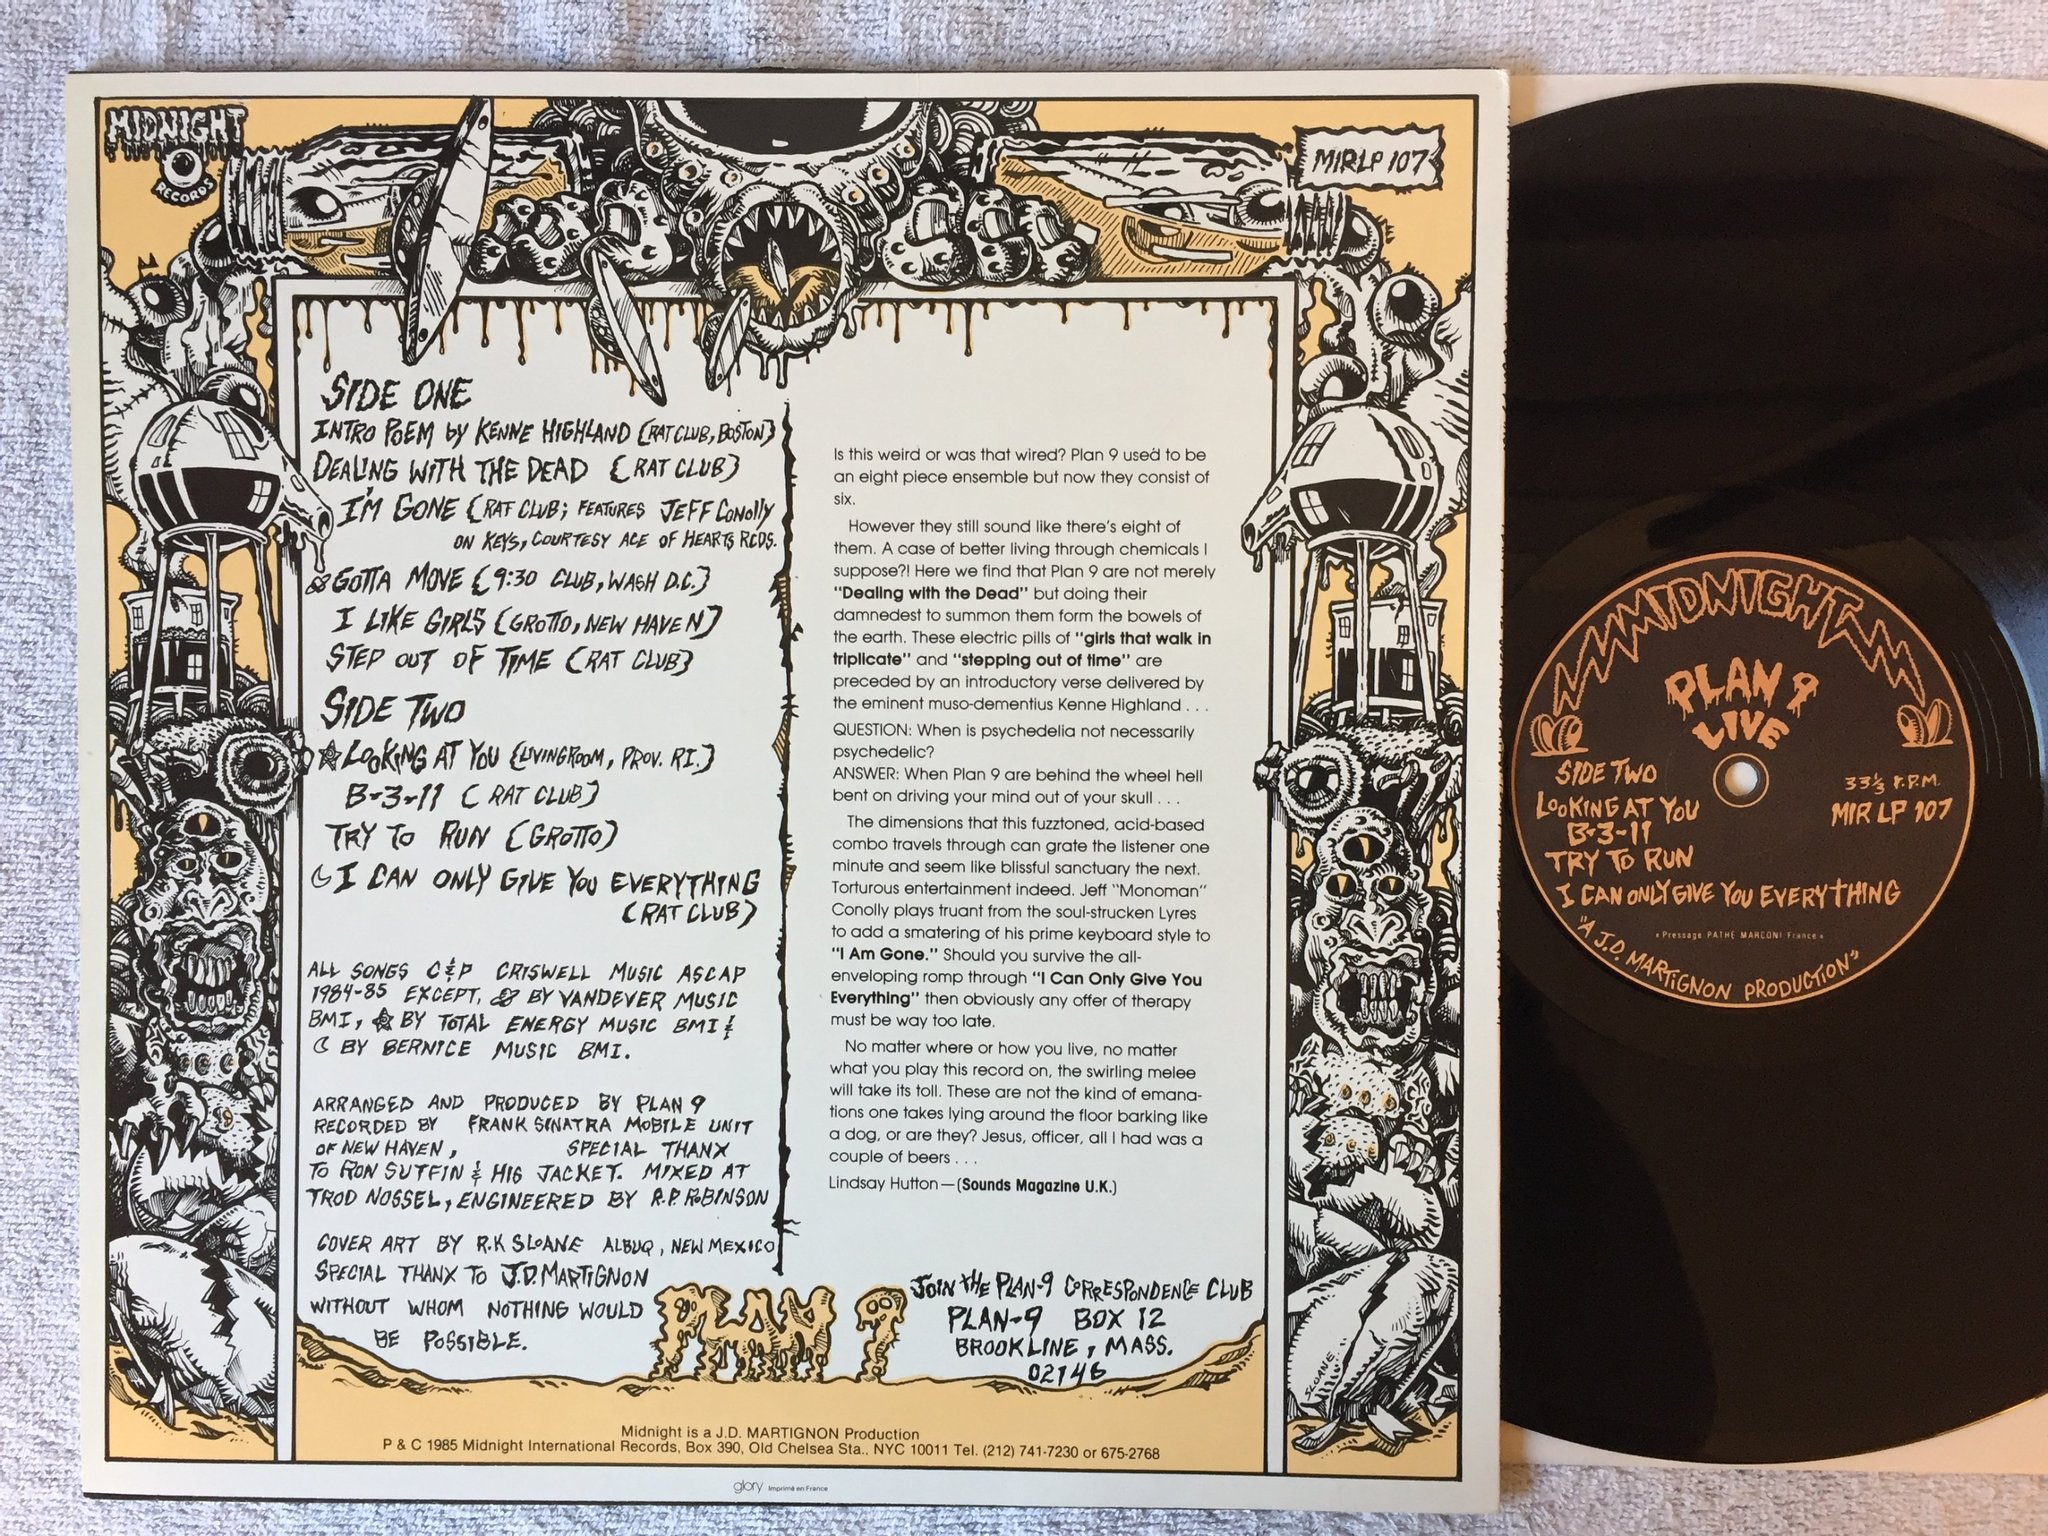 MIDNIGHT
RECORDS
MIRLP 107
SIDE ONE
INTRO POEM by KENNE HIGHLAND (RAT CLUB, BOSTON)
DEALING WITH THE DEAD (RAT CLUB)
I'M GONE (RAT CLUB; FEATURES JEFF CONOLLY
ON KEYS, COURTESY ACE OF HEARTS RCDS.
GOTTA MOVE (9:30 CLUB, WASH D.C.)
I LIKE GIRLS (GROTTO, NEW HAVEN)
STEP OUT OF TIME (RAT CLUB)
SIDE TWO
LOOKING AT YOU (LIVINGROOM, PROV. RI.)
B-3-11 (RAT CLUB)
TRY TO RUN (GROTTO)
I CAN ONLY GIVE YOU EVERYTHING
(RAT CLUB)
ALL SONGS C&P CRISWELL MUSIC ASCAP
1984-85 EXCEPT, BY VANDEVER MUSIC
BMI, BY TOTAL ENERGY MUSIC BMI &
BY BERNICE MUSIC BMI.
ARRANGED AND PRODUCED BY PLAN 9
RECORDED BY FRANK SINATRA MOBILE UNIT
OF NEW HAVEN, SPECIAL THANX
TO RON SUTFIN & HIS JACKET. MIXED AT
TROD NOSSEL, ENGINEERED BY R.P. ROBINSON
COVER ART BY R.K SLOANE ALBUQ, NEW MEXICO
SPECIAL THANX TO J.D. MARTIGNON
WITHOUT WHOM NOTHING WOULD
BE POSSIBLE.
Is this weird or was that wired? Plan 9 used to be
an eight piece ensemble but now they consist of
six.
However they still sound like there's eight of
them. A case of better living through chemicals I
suppose?! Here we find that Plan 9 are not merely
"Dealing with the Dead" but doing their
damnedest to summon them form the bowels of
the earth. These electric pills of "girls that walk in
triplicate" and "stepping out of time" are
preceded by an introductory verse delivered by
the eminent muso-dementius Kenne Highland . . .
QUESTION: When is psychedelia not necessarily
psychedelic?
ANSWER: When Plan 9 are behind the wheel hell
bent on driving your mind out of your skull . . .
The dimensions that this fuzztoned, acid-based
combo travels through can grate the listener one
minute and seem like blissful sanctuary the next.
Torturous entertainment indeed. Jeff "Monoman"
Conolly plays truant from the soul-strucken Lyres
to add a smatering of his prime keyboard style to
"I Am Gone." Should you survive the all-
enveloping romp through "I Can Only Give You
Everything" then obviously any offer of therapy
must be way too late.
No matter where or how you live, no matter
what you play this record on, the swirling melee
will take its toll. These are not the kind of emana-
tions one takes lying around the floor barking like
a dog, or are they? Jesus, officer, all I had was a
couple of beers . . .
Lindsay Hutton—(Sounds Magazine U.K.)
PLAN 9
JOIN THE PLAN-9 CORRESPONDENCE CLUB
PLAN-9 BOX 12
BROOKLINE, MASS.
02146
SLOANE
Midnight is a J.D. MARTIGNON Production
P & C 1985 Midnight International Records, Box 390, Old Chelsea Sta.. NYC 10011 Tel. (212) 741-7230 or 675-2768
glory Imprimé en France
MIDNIGHT
PLAN 9
LIVE
SIDE TWO
33⅓ r.P.M.
MIR LP 107
LOOKING AT YOU
B-3-11
TRY TO RUN
I CAN ONLY GIVE YOU EVERYTHING
« Pressage PATHE MARCONI France »
"A J.D. MARTIGNON PRODUCTION"